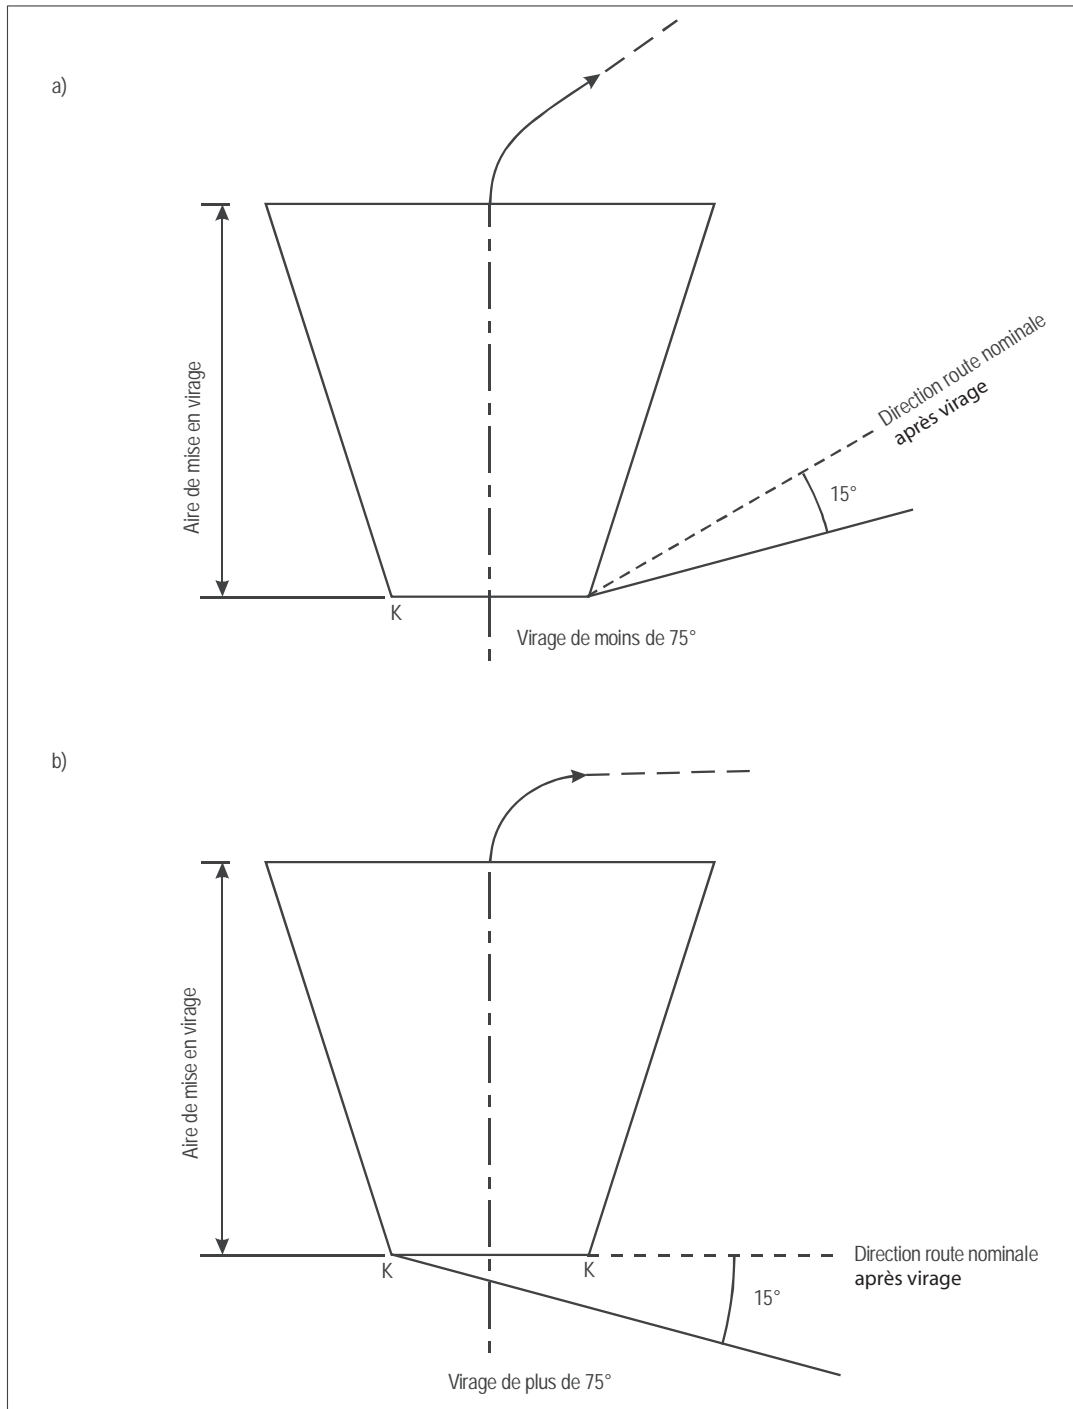 a)
Aire de mise en virage
Direction route nominale
après virage
15°
K
Virage de moins de 75°
b)
Aire de mise en virage
K
K
Direction route nominale
après virage
15°
Virage de plus de 75°